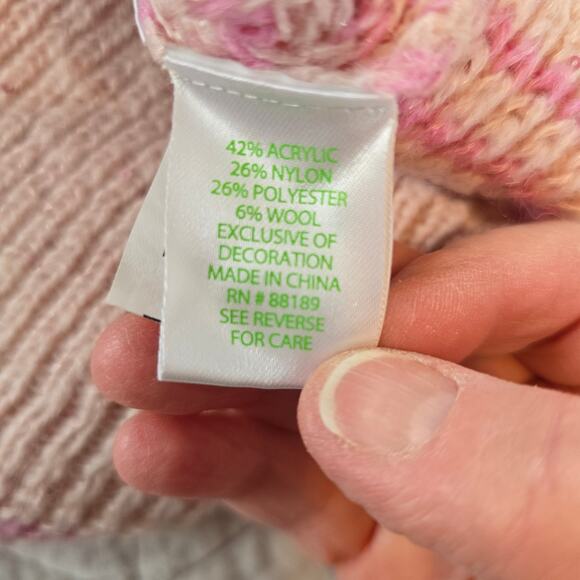 42% ACRYLIC
26% NYLON
26% POLYESTER
6% WOOL
EXCLUSIVE OF
DECORATION
MADE IN CHINA
RN # 88189
SEE REVERSE
FOR CARE